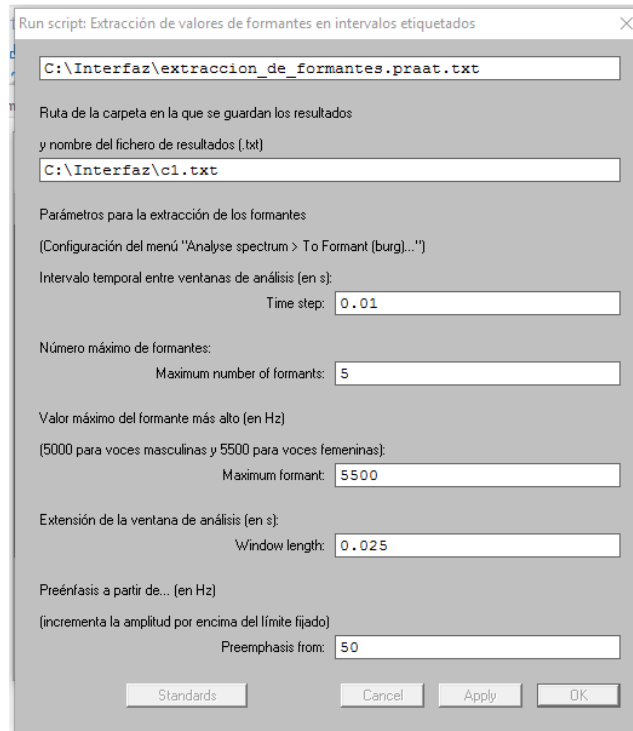 Run script: Extracción de valores de formantes en intervalos etiquetados
C:\Interfaz\extraccion_de_formantes.praat.txt
Ruta de la carpeta en la que se guardan los resultados
y nombre del fichero de resultados (.txt)
C:\Interfaz\c1.txt
Parámetros para la extracción de los formantes
(Configuración del menú "Analyse spectrum > To Formant (burg)...")
Intervalo temporal entre ventanas de análisis (en s):
Time step: 0.01
Número máximo de formantes:
Maximum number of formants: 5
Valor máximo del formante más alto (en Hz)
(5000 para voces masculinas y 5500 para voces femeninas):
Maximum formant: 5500
Extensión de la ventana de análisis (en s):
Window length: 0.025
Preénfasis a partir de... (en Hz)
(incrementa la amplitud por encima del límite fijado)
Preemphasis from: 50
Standards Cancel Apply OK